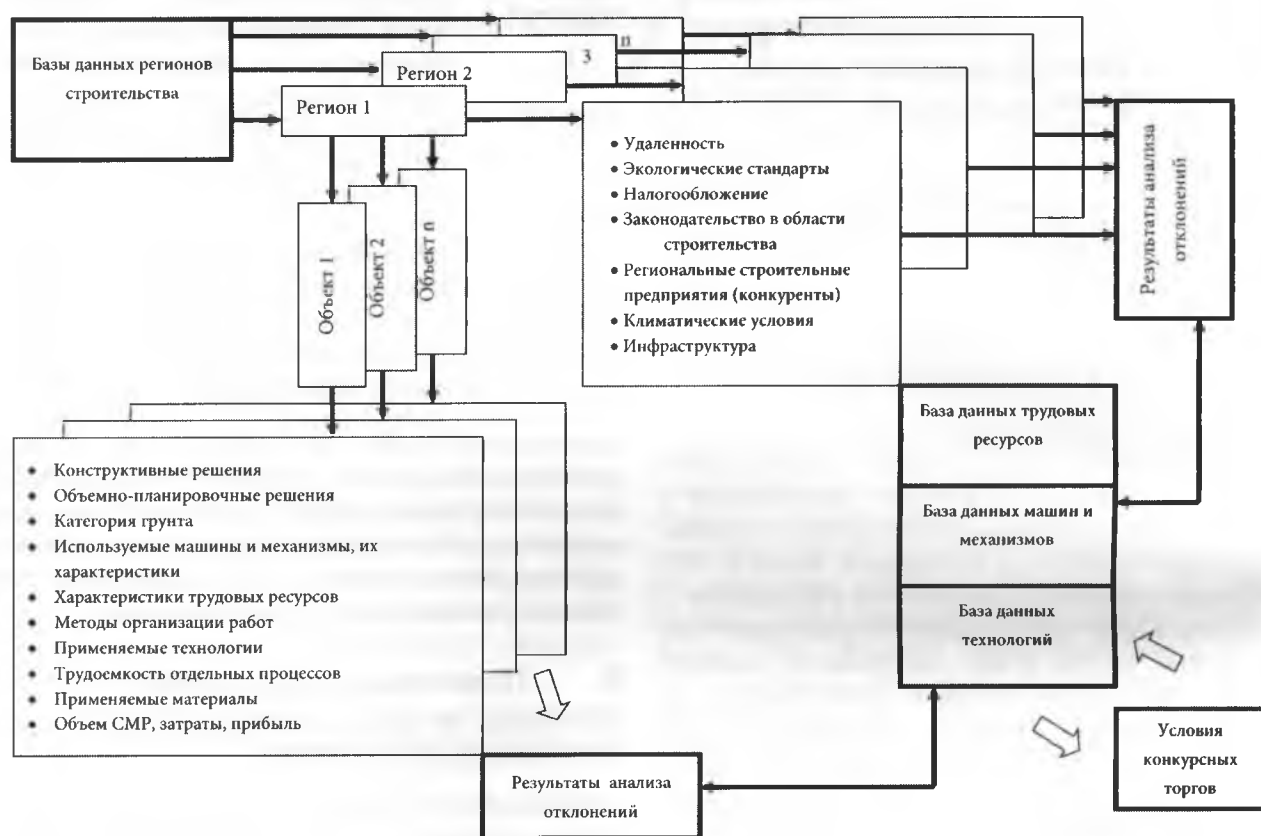 Базы данных регионов
строительства
n
3
Регион 2
Регион 1
Объект 1
Объект 2
Объект n
• Удаленность
• Экологические стандарты
• Налогообложение
• Законодательство в области
строительства
• Региональные строительные
предприятия (конкуренты)
• Климатические условия
• Инфраструктура
Результаты анализа
отклонений
База данных трудовых
ресурсов
База данных машин и
механизмов
База данных
технологий
• Конструктивные решения
• Объемно-планировочные решения
• Категория грунта
• Используемые машины и механизмы, их
характеристики
• Характеристики трудовых ресурсов
• Методы организации работ
• Применяемые технологии
• Трудоемкость отдельных процессов
• Применяемые материалы
• Объем СМР, затраты, прибыль
Результаты анализа
отклонений
Условия
конкурсных
торгов